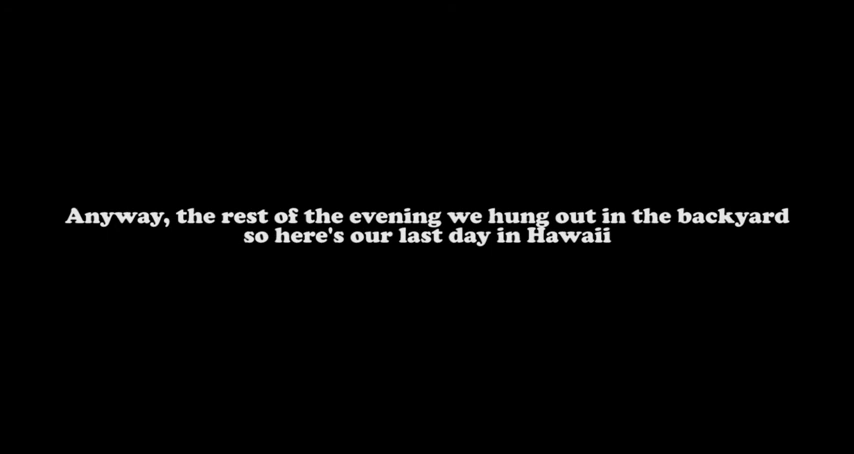 Anyway, the rest of the evening we hung out in the backyard
so here's our last day in Hawaii